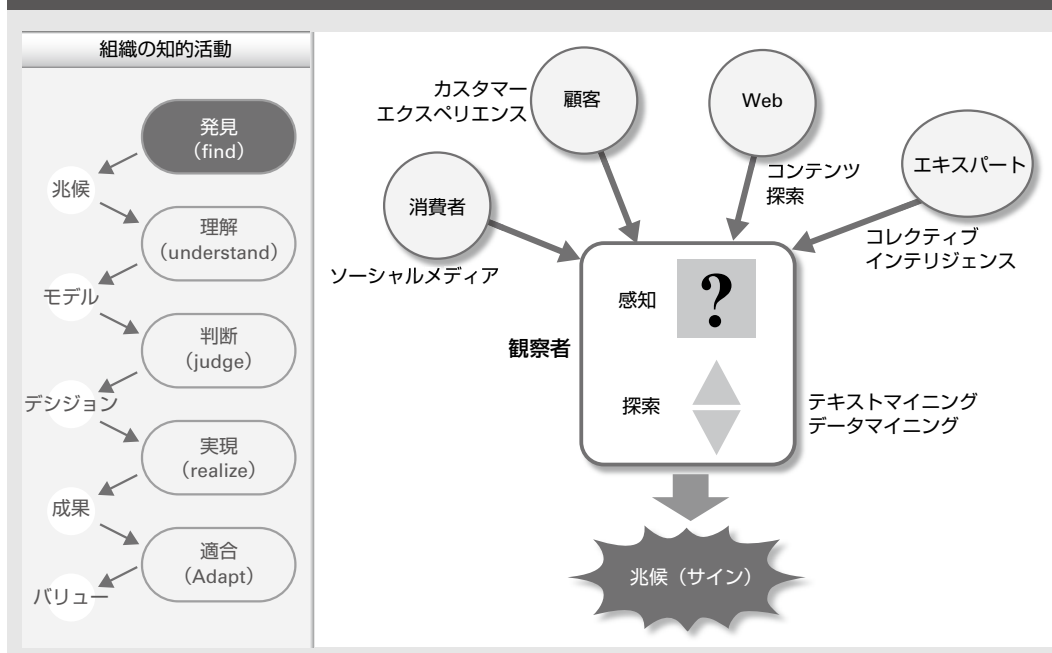 組織の知的活動
発見
(find)
兆候
理解
(understand)
モデル
判断
(judge)
デシジョン
実現
(realize)
成果
適合
(Adapt)
バリュー
カスタマー
エクスペリエンス
顧客
Web
コンテンツ
探索
エキスパート
コレクティブ
インテリジェンス
消費者
ソーシャルメディア
観察者
感知
?
探索
テキストマイニング
データマイニング
兆候（サイン）